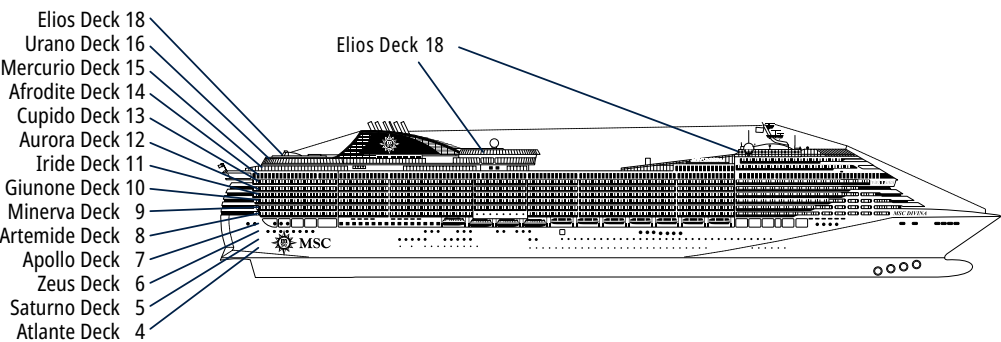 Elios Deck 18
Urano Deck 16
Mercurio Deck 15
Afrodite Deck 14
Cupido Deck 13
Aurora Deck 12
Iride Deck 11
Giunone Deck 10
Minerva Deck 9
Artemide Deck 8
Apollo Deck 7
Zeus Deck 6
Saturno Deck 5
Atlante Deck 4
Elios Deck 18
MSC DIVINA
MSC